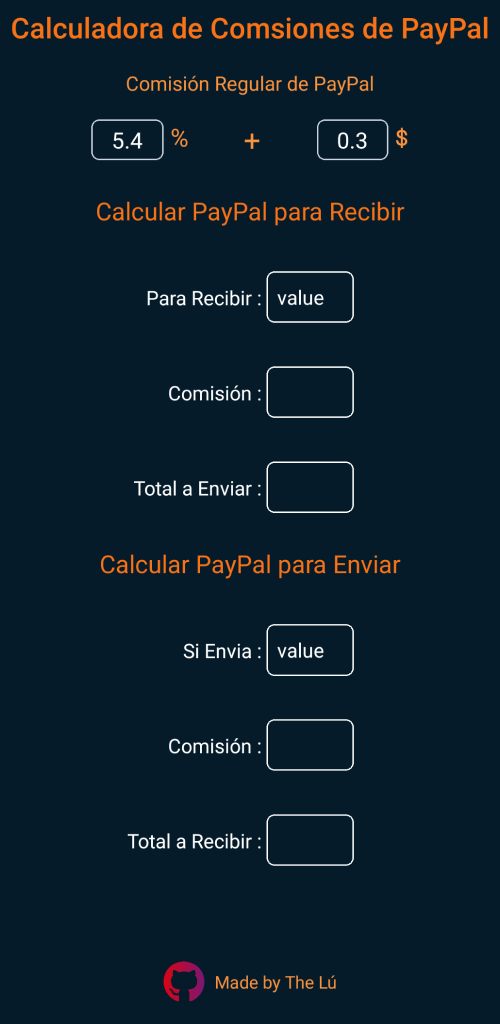 Calculadora de Comsiones de PayPal
Comisión Regular de PayPal
5.4 % + 0.3 $
Calcular PayPal para Recibir
Para Recibir : value
Comisión :
Total a Enviar :
Calcular PayPal para Enviar
Si Envia : value
Comisión :
Total a Recibir :
Made by The Lú